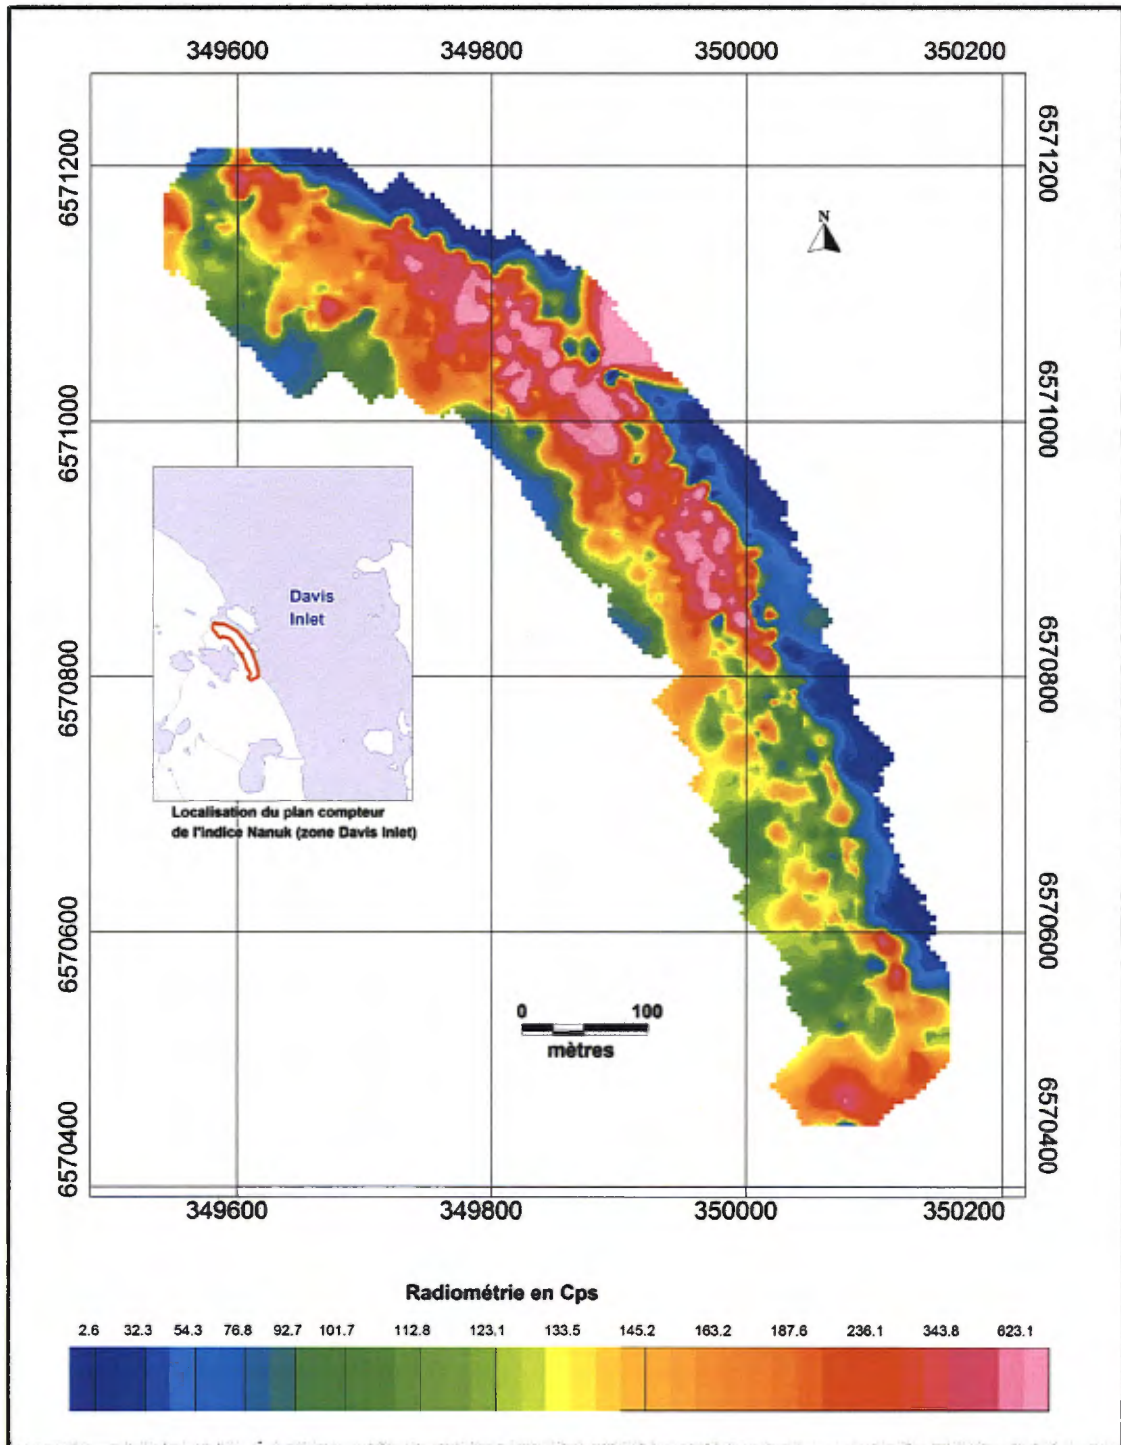 349600 349800 350000 350200
6571200 6571200
N
6571000 6571000
Davis
Inlet
6570800 6570800
Localisation du plan compteur
de l'indice Nanuk (zone Davis Inlet)
6570600 6570600
0 100
mètres
6570400 6570400
349600 349800 350000 350200
Radiométrie en Cps
2.6 32.3 54.3 76.8 92.7 101.7 112.8 123.1 133.5 145.2 163.2 187.6 236.1 343.8 623.1